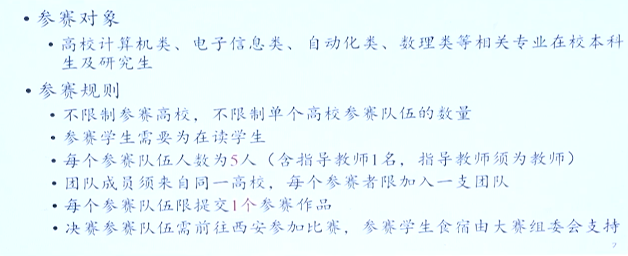 • 参赛对象
• 高校计算机类、电子信息类、自动化类、数理类等相关专业在校本科
生及研究生
• 参赛规则
• 不限制参赛高校，不限制单个高校参赛队伍的数量
• 参赛学生需要为在读学生
• 每个参赛队伍人数为5人（含指导教师1名，指导教师须为教师）
• 团队成员须来自同一高校，每个参赛者限加入一支团队
• 每个参赛队伍限提交1个参赛作品
• 决赛参赛队伍需前往西安参加比赛，参赛学生食宿由大赛组委会支持
7